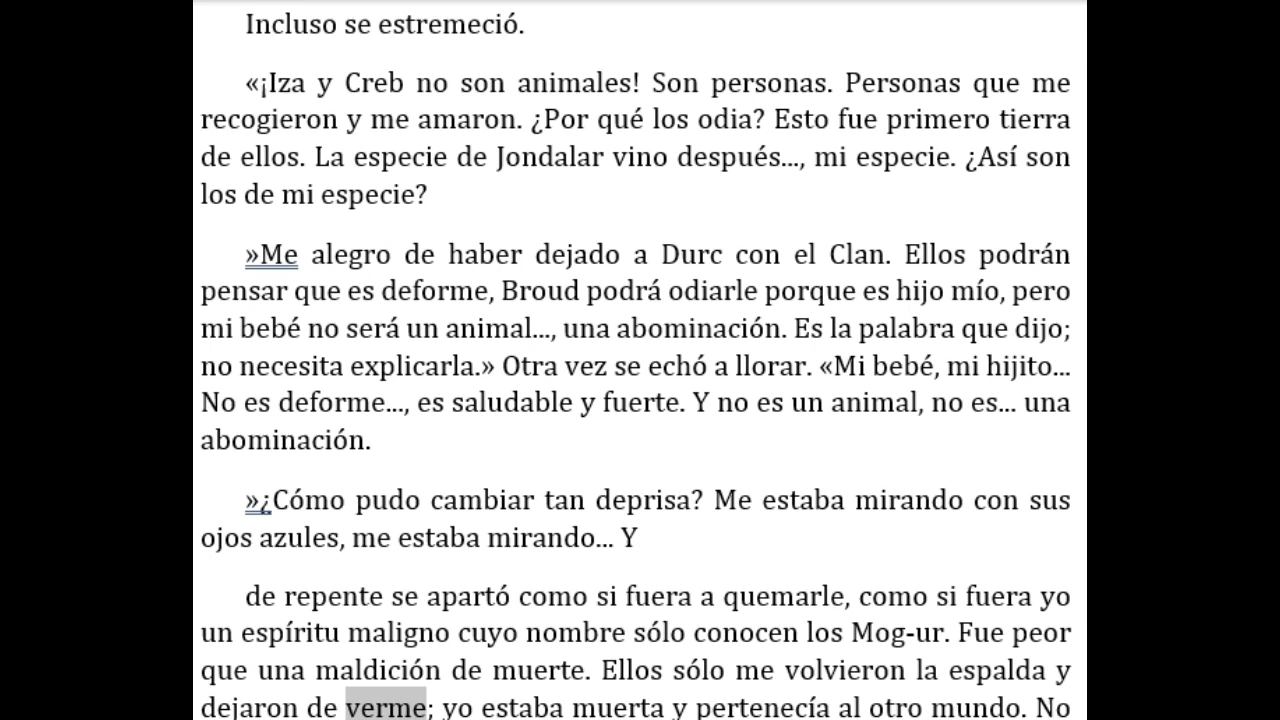 Incluso se estremeció.
«¡Iza y Creb no son animales! Son personas. Personas que me
recogieron y me amaron. ¿Por qué los odia? Esto fue primero tierra
de ellos. La especie de Jondalar vino después..., mi especie. ¿Así son
los de mi especie?
»Me alegro de haber dejado a Durc con el Clan. Ellos podrán
pensar que es deforme, Broud podrá odiarle porque es hijo mío, pero
mi bebé no será un animal..., una abominación. Es la palabra que dijo;
no necesita explicarla.» Otra vez se echó a llorar. «Mi bebé, mi hijito...
No es deforme..., es saludable y fuerte. Y no es un animal, no es... una
abominación.
»¿Cómo pudo cambiar tan deprisa? Me estaba mirando con sus
ojos azules, me estaba mirando... Y
de repente se apartó como si fuera a quemarle, como si fuera yo
un espíritu maligno cuyo nombre sólo conocen los Mog-ur. Fue peor
que una maldición de muerte. Ellos sólo me volvieron la espalda y
dejaron de verme; yo estaba muerta y pertenecía al otro mundo. No